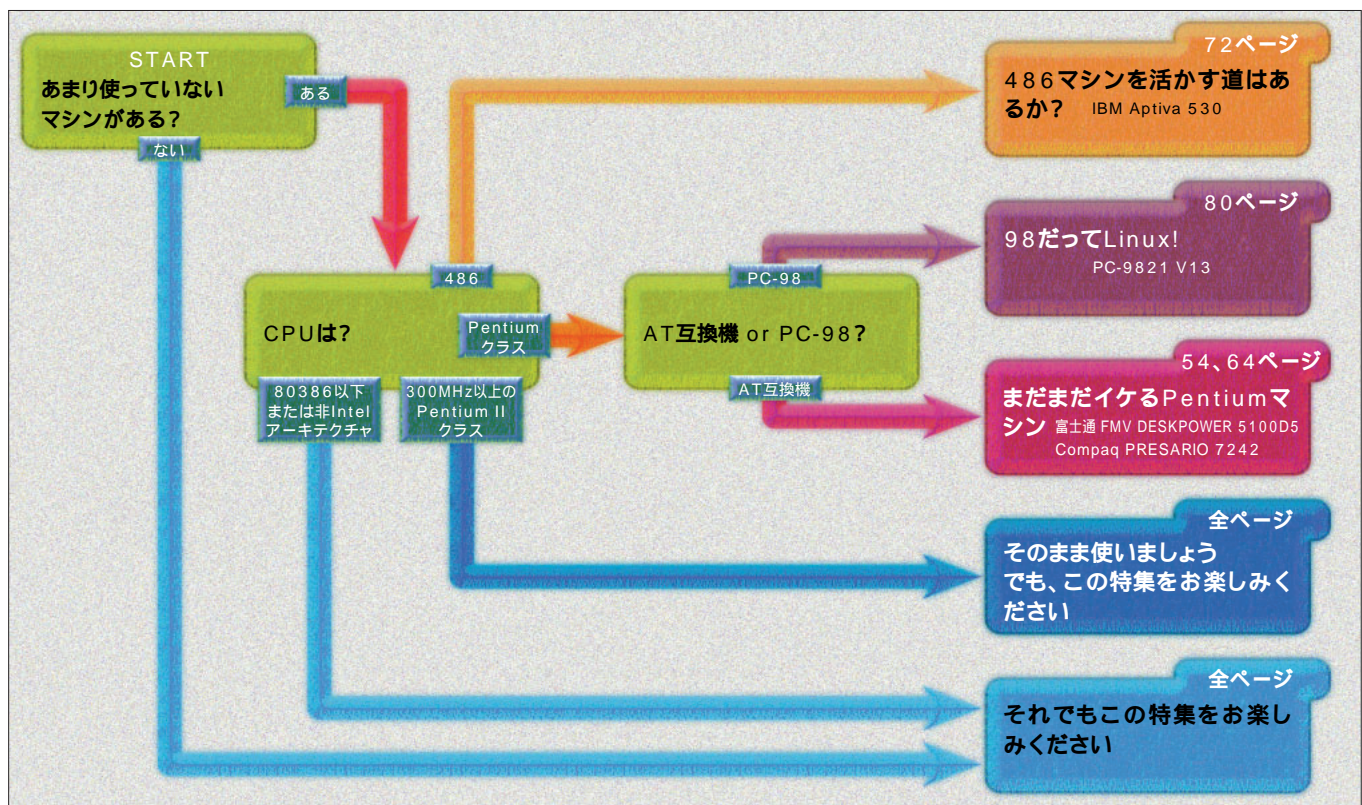 START
あまり使っていない
マシンがある?
ある
ない
CPUは?
486
Pentium
クラス
80386以下
または非Intel
アーキテクチャ
300MHz以上の
Pentium II
クラス
AT互換機 or PC-98?
PC-98
AT互換機
72ページ
486マシンを活かす道はあ
るか? IBM Aptiva 530
80ページ
98だってLinux!
PC-9821 V13
54、64ページ
まだまだイケるPentiumマ
シン 富士通 FMV DESKPOWER 5100D5
Compaq PRESARIO 7242
全ページ
そのまま使いましょう
でも、この特集をお楽しみく
ださい
全ページ
それでもこの特集をお楽し
みください